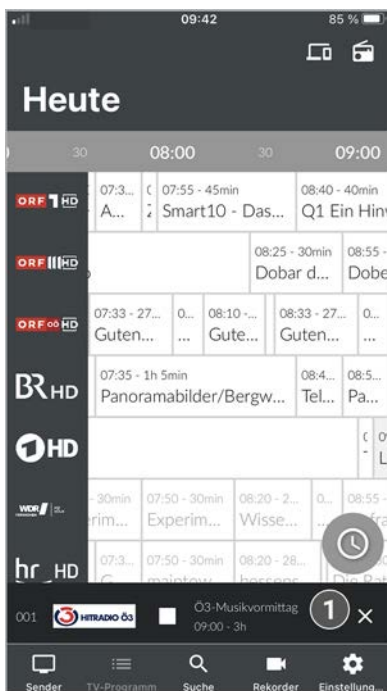 09:42
85 %
Heute
30 08:00 30 09:00
ORF 1 HD
07:3...
07:55 - 45min
08:40 - 40min
A...
Smart10 - Das...
Q1 Ein Hin
ORF III HD
08:25 - 30min
08:55 -
Dobar d...
Dobe
ORF oö HD
07:33 - 27...
0...
08:10 -...
08:33 - 27...
0...
Guten...
...
Gute...
Guten...
...
BR HD
07:35 - 1h 5min
08:4...
08:5...
Panoramabilder/Bergw...
Tel...
Pa...
1 HD
L
WDR
- 30min
07:50 - 30min
08:20 - 2...
0...
08:55 -
rim...
Experim...
Wisse...
hr HD
07:3...
07:50 - 30min
08:20 - 28...
maintow
hessens
001 HITRADIO Ö3
Ö3-Musikvormittag
09:00 - 3h
1
Sender TV-Programm Suche Rekorder Einstellung...